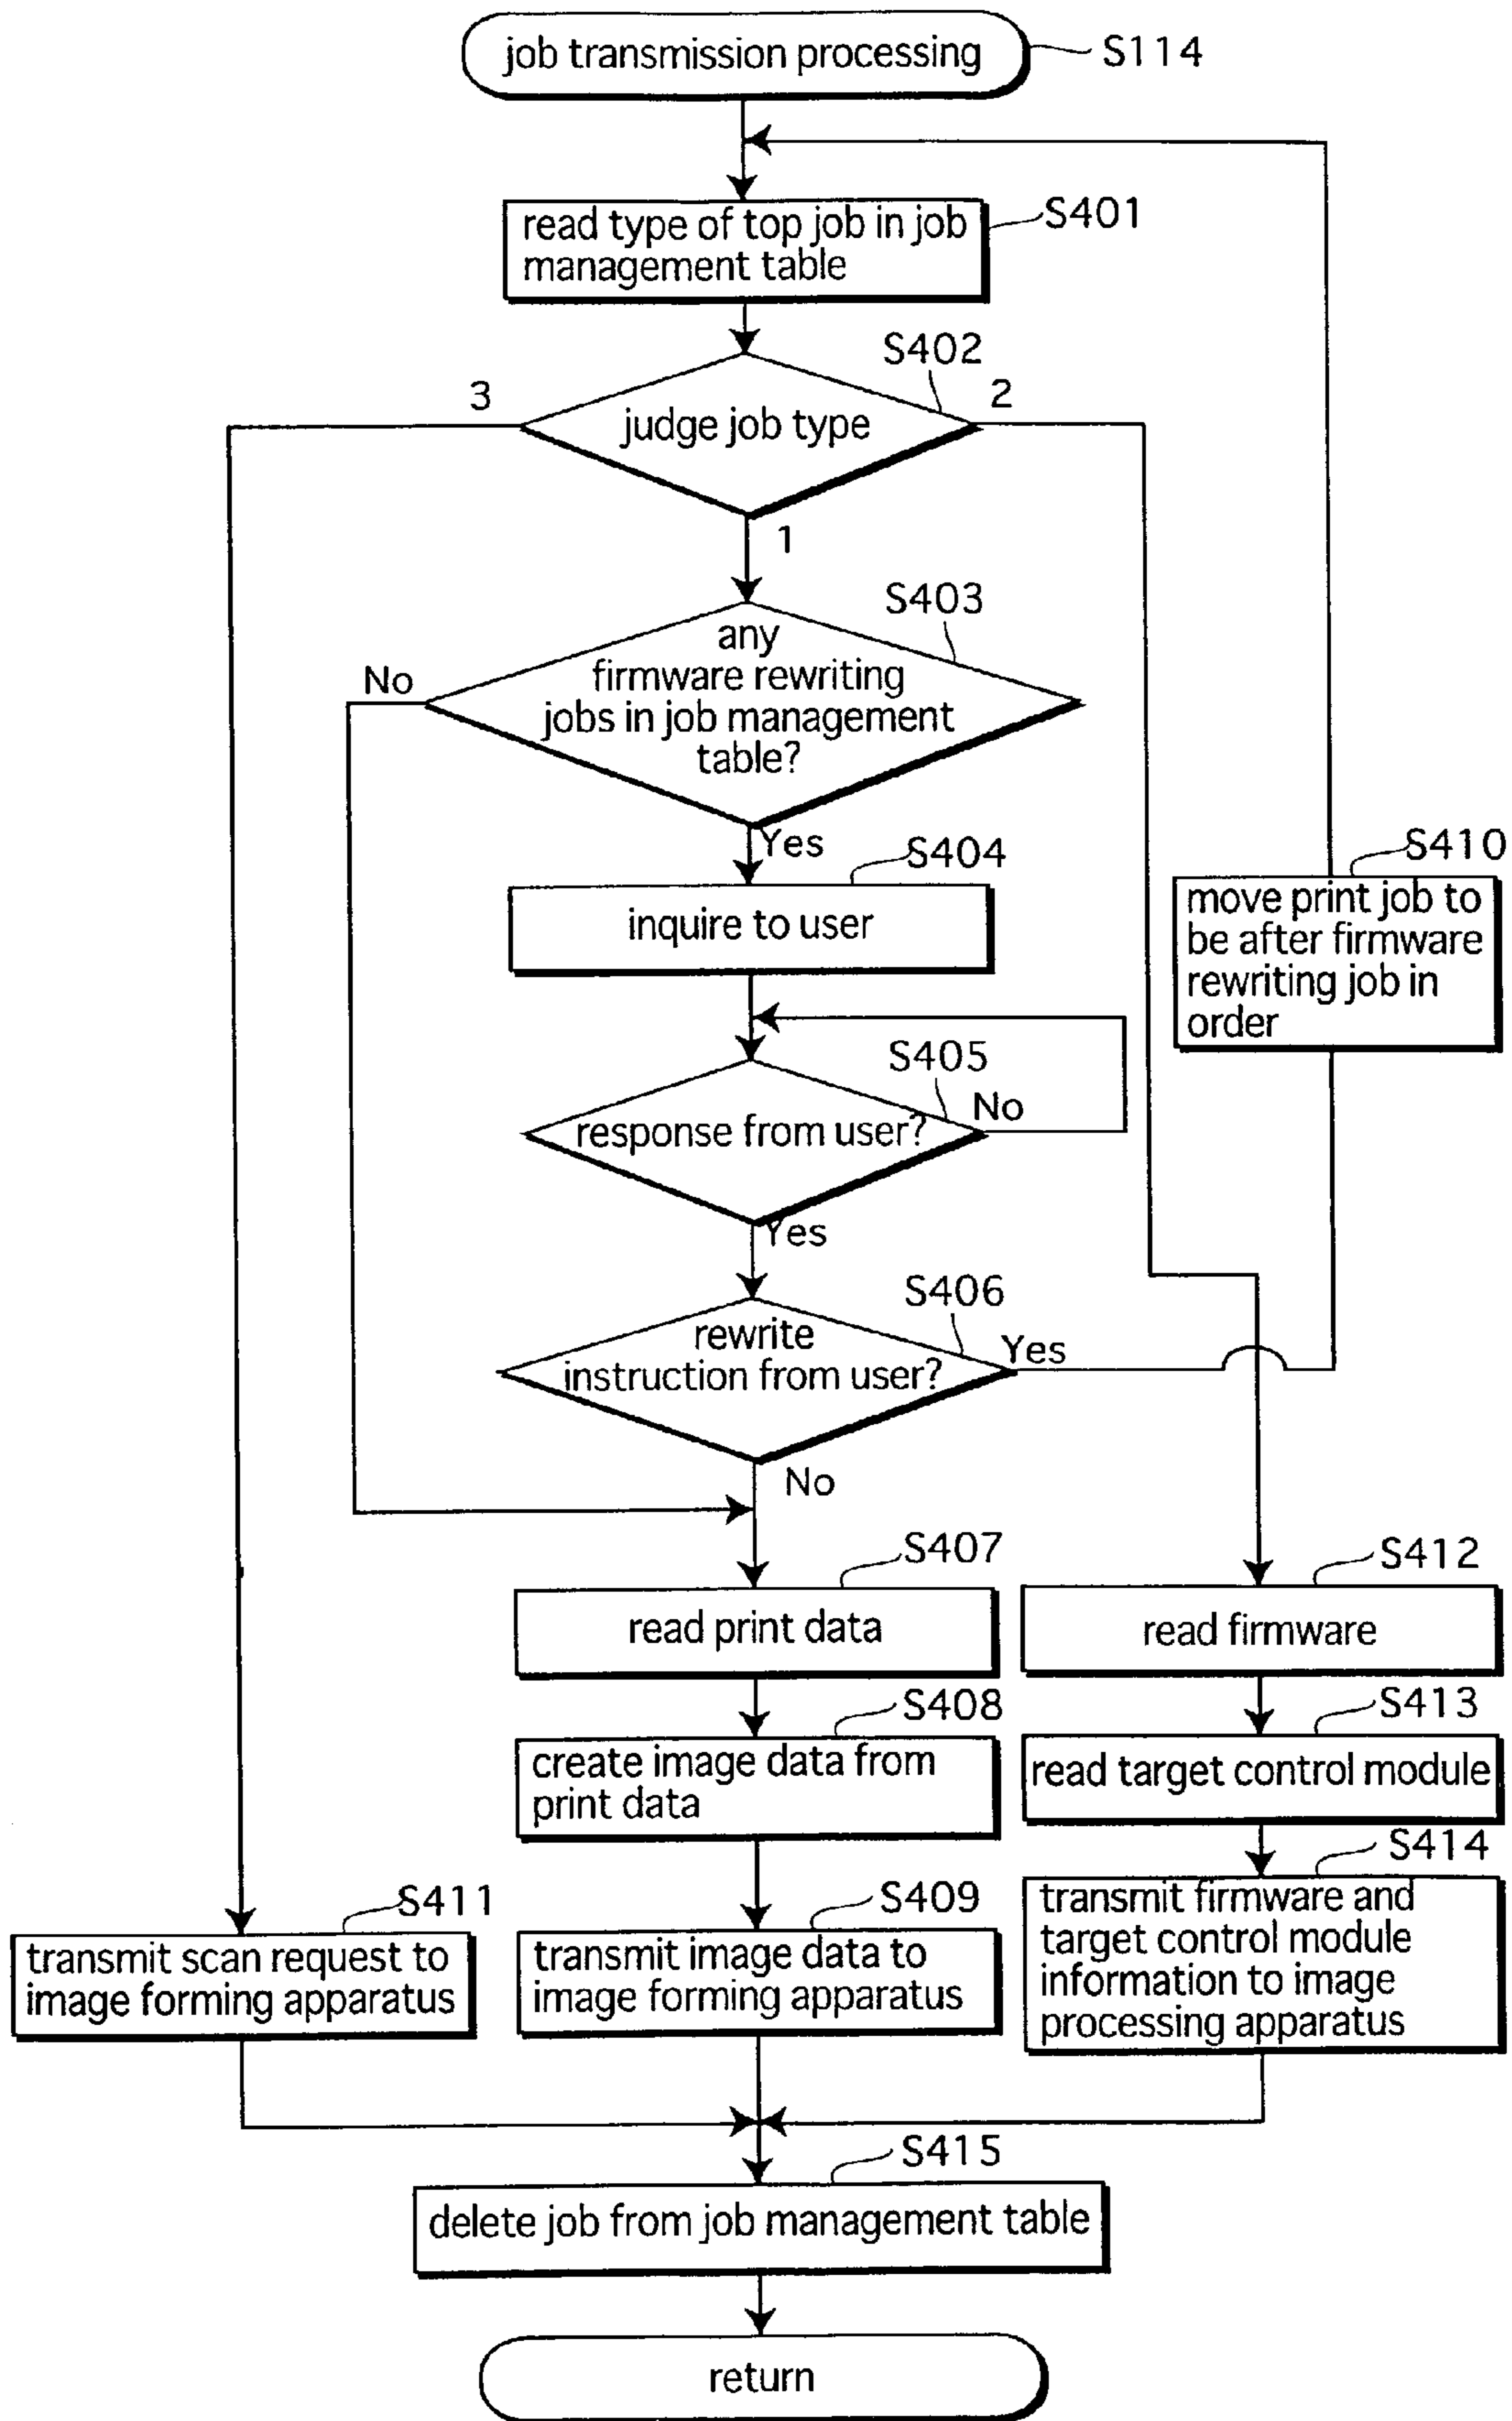 job transmission processing
S114
read type of top job in job
management table
S401
S402
3
judge job type
2
1
S403
any
firmware rewriting
jobs in job management
table?
No
Yes
S404
inquire to user
S410
move print job to
be after firmware
rewriting job in
order
S405
response from user?
No
Yes
S406
rewrite
instruction from user?
Yes
No
S407
read print data
S412
read firmware
S408
create image data from
print data
S413
read target control module
S414
transmit firmware and
target control module
information to image
processing apparatus
S411
transmit scan request to
image forming apparatus
S409
transmit image data to
image forming apparatus
S415
delete job from job management table
return